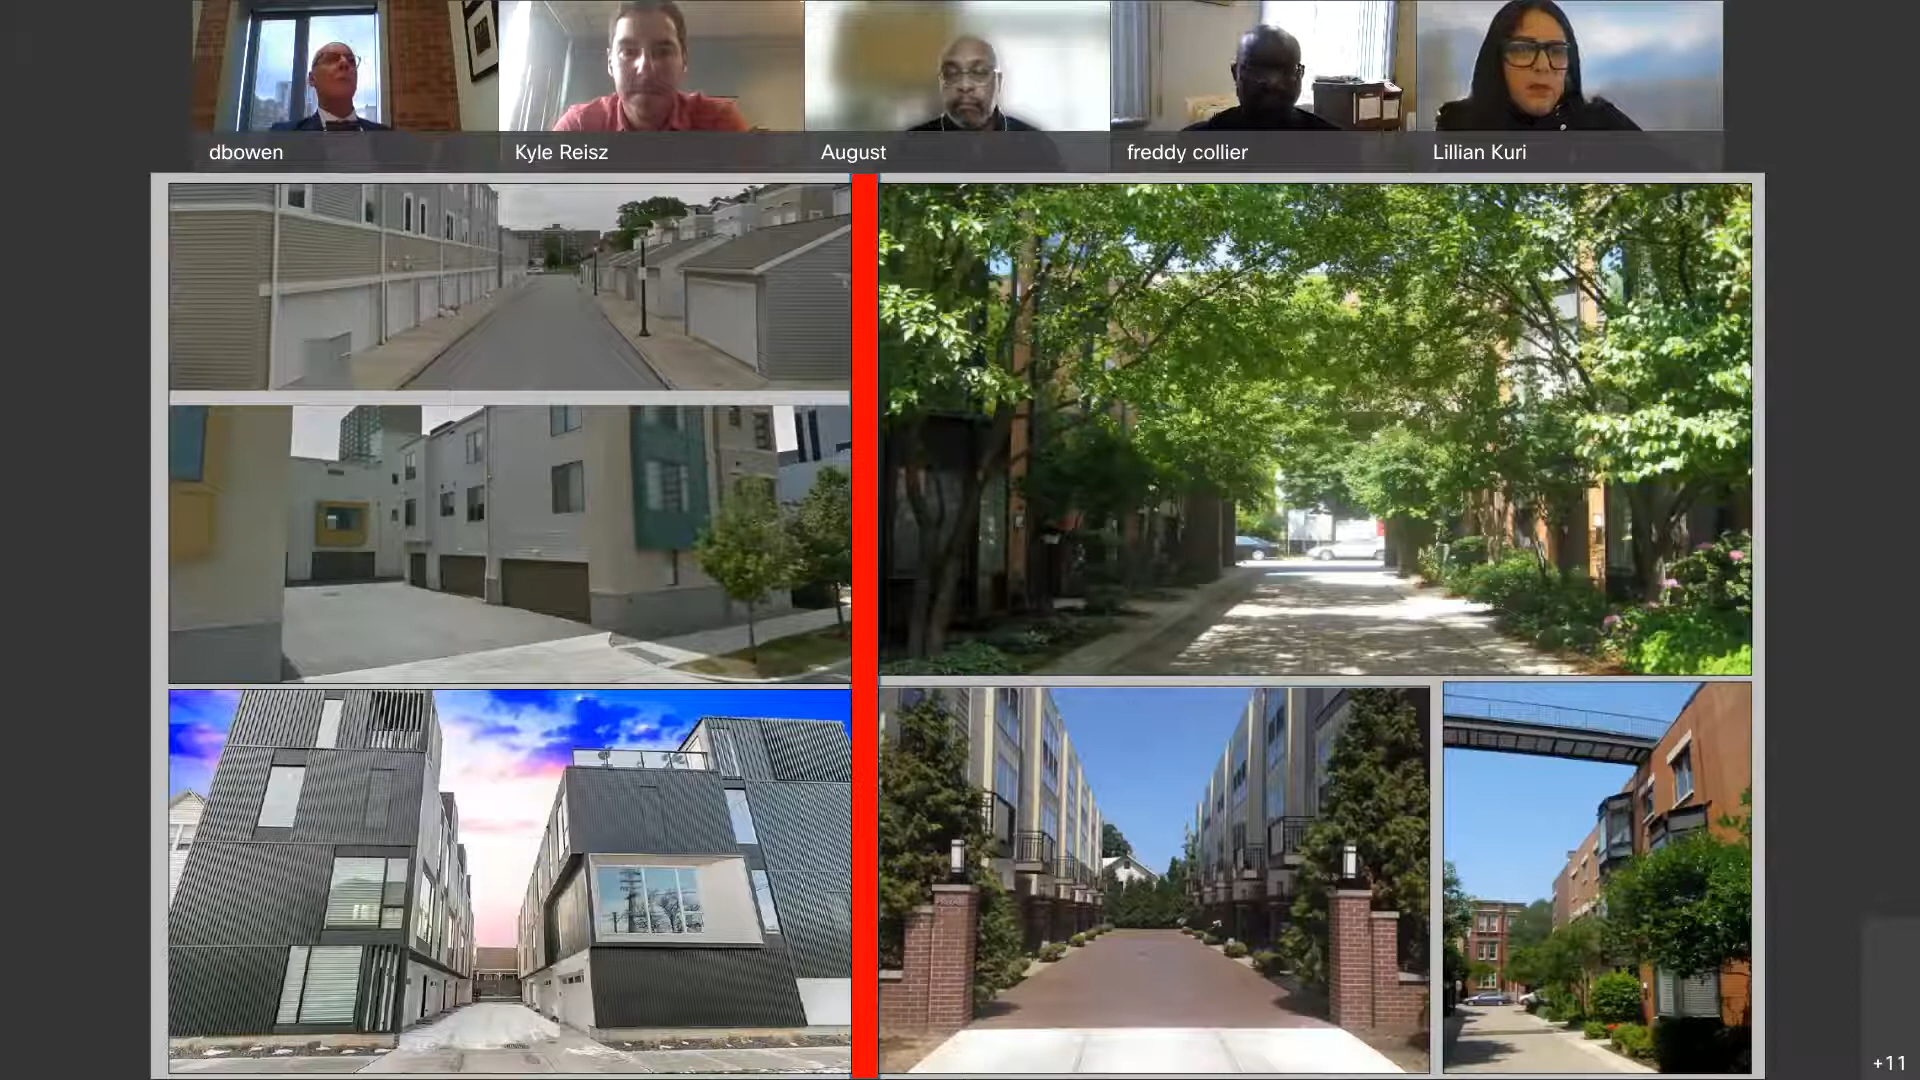 dbowen
Kyle Reisz
August
freddy collier
Lillian Kuri
+11